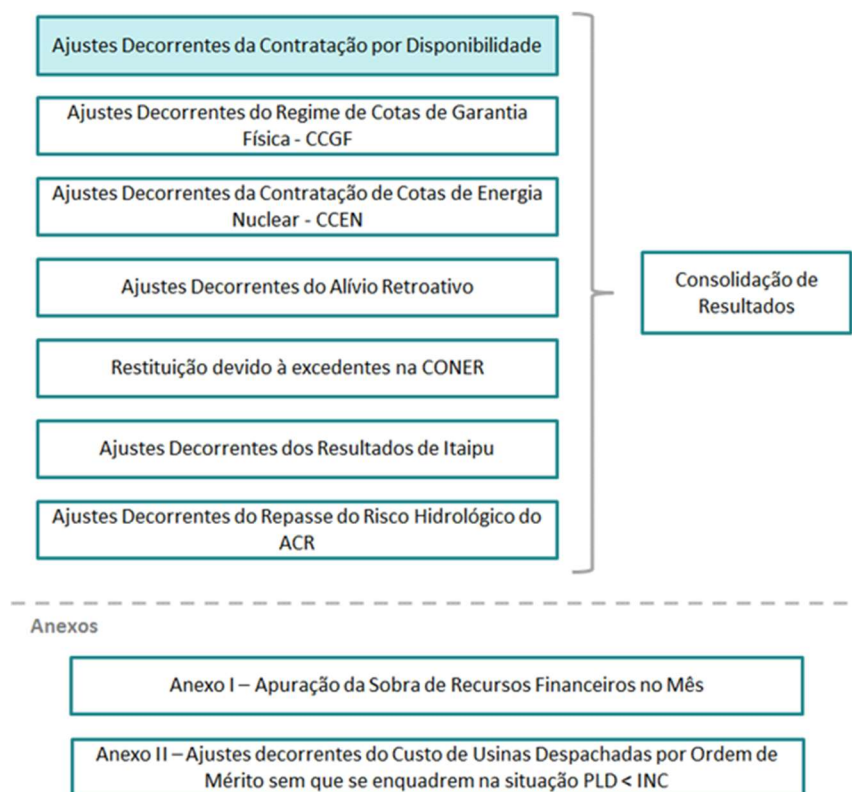 Ajustes Decorrentes da Contratação por Disponibilidade
Ajustes Decorrentes do Regime de Cotas de Garantia
Física - CCGF
Ajustes Decorrentes da Contratação de Cotas de Energia
Nuclear - CCEN
Ajustes Decorrentes do Alívio Retroativo
Restituição devido à excedentes na CONER
Ajustes Decorrentes dos Resultados de Itaipu
Ajustes Decorrentes do Repasse do Risco Hidrológico do
ACR
Consolidação de
Resultados
Anexos
Anexo I – Apuração da Sobra de Recursos Financeiros no Mês
Anexo II – Ajustes decorrentes do Custo de Usinas Despachadas por Ordem de
Mérito sem que se enquadrem na situação PLD < INC